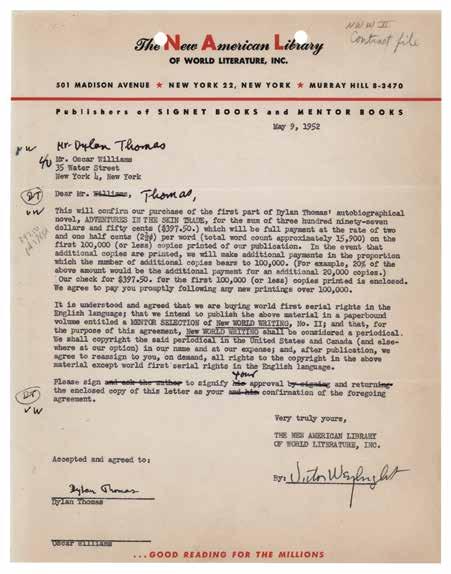 The New American Library
OF WORLD LITERATURE, INC.
NWW II
Contract file
501 MADISON AVENUE ★ NEW YORK 22, NEW YORK ★ MURRAY HILL 8-3470
Publishers of SIGNET BOOKS and MENTOR BOOKS
May 9, 1952
Mr. Dylan Thomas
c/o Mr. Oscar Williams
35 Water Street
New York 4, New York
DT
Dear Mr. Williams, Thomas,
This will confirm our purchase of the first part of Dylan Thomas' autobiographical
novel, ADVENTURES IN THE SKIN TRADE, for the sum of three hundred ninety-seven
dollars and fifty cents ($397.50.) which will be full payment at the rate of two
and one half cents (2½¢) per word (total word count approximately 15,900) on the
first 100,000 (or less) copies printed of our publication. In the event that
additional copies are printed, we will make additional payments in the proportion
which the number of additional copies bears to 100,000. (For example, 20% of the
above amount would be the additional payment for an additional 20,000 copies.)
Our check for $397.50. for the first 100,000 (or less) copies printed is enclosed.
We agree to pay you promptly following any new printings over 100,000.
It is understood and agreed that we are buying world first serial rights in the
English language; that we intend to publish the above material in a paperbound
volume entitled a MENTOR SELECTION of New WORLD WRITING, No. II; and that, for
the purpose of this agreement, New WORLD WRITING shall be considered a periodical.
We shall copyright the said periodical in the United States and Canada (and else-
where at our option) in our name and at our expense; and, after publication, we
agree to reassign to you, on demand, all rights to the copyright in the above
material except world first serial rights in the English language.
your
Please sign and ask the author to signify his approval by signing and returning
the enclosed copy of this letter as your and his confirmation of the foregoing
agreement.
DT
VW
Very truly yours,
THE NEW AMERICAN LIBRARY
OF WORLD LITERATURE, INC.
Accepted and agreed to:
By: Victor Weybright
Dylan Thomas
Dylan Thomas
Oscar Williams
...GOOD READING FOR THE MILLIONS